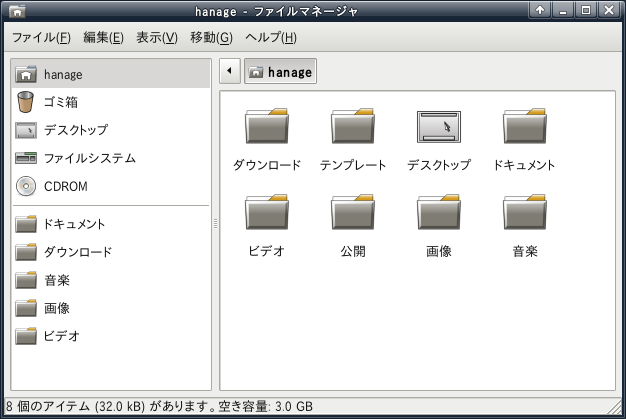 hanage - ファイルマネージャ
ファイル(F) 編集(E) 表示(V) 移動(G) ヘルプ(H)
hanage
ゴミ箱
デスクトップ
ファイルシステム
CDROM
ドキュメント
ダウンロード
音楽
画像
ビデオ
hanage
ダウンロード テンプレート デスクトップ ドキュメント
ビデオ 公開 画像 音楽
8 個のアイテム (32.0 kB) があります。空き容量: 3.0 GB